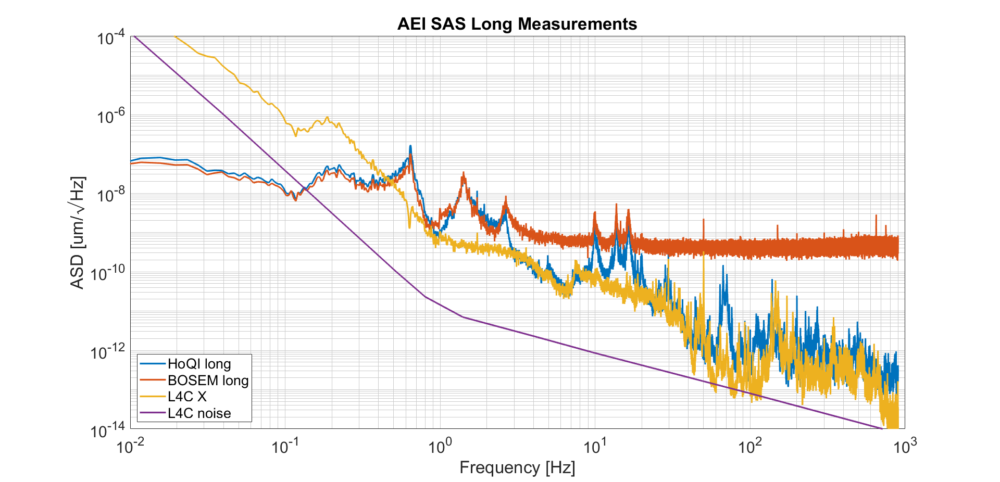 AEI SAS Long Measurements
10^-4
10^-6
10^-8
10^-10
10^-12
10^-14
ASD [um/√Hz]
HoQI long
BOSEM long
L4C X
L4C noise
10^-2 10^-1 10^0 10^1 10^2 10^3
Frequency [Hz]